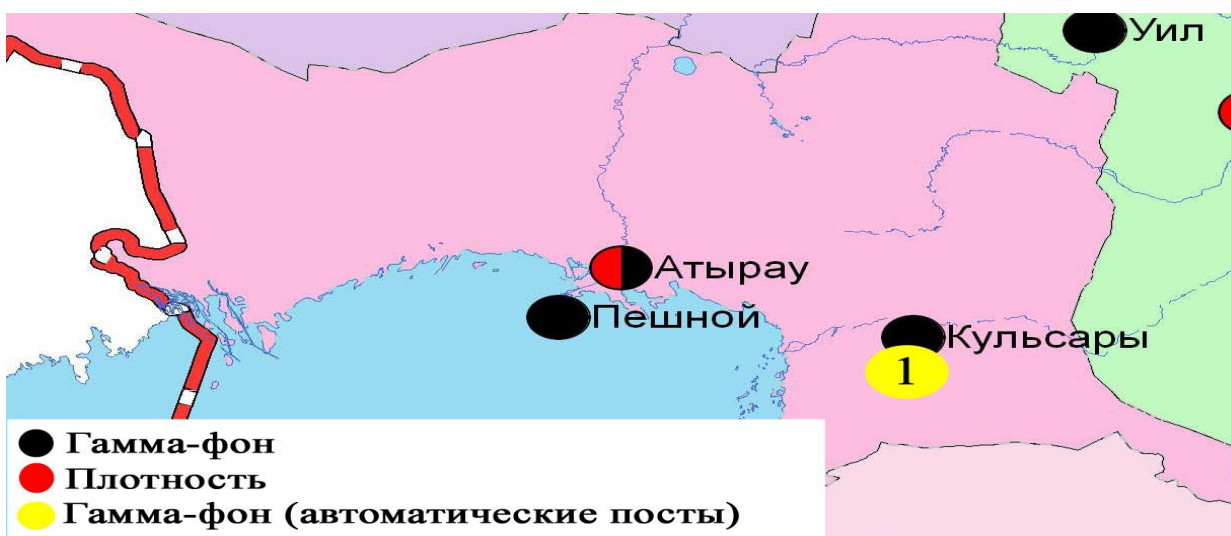 Уил
Атырау
Пешной
Кульсары
1
Гамма-фон
Плотность
Гамма-фон (автоматические посты)